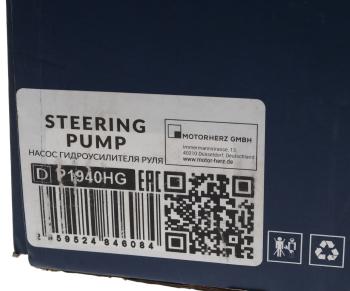 STEERING
PUMP
НАСОС ГИДРОУСИЛИТЕЛЯ РУЛЯ
D P1940HG EAC
MOTORHERZ GMBH
Immermannstrasse, 13,
40210 Düsseldorf, Deutschland
www.motor-herz.de
59524 846084